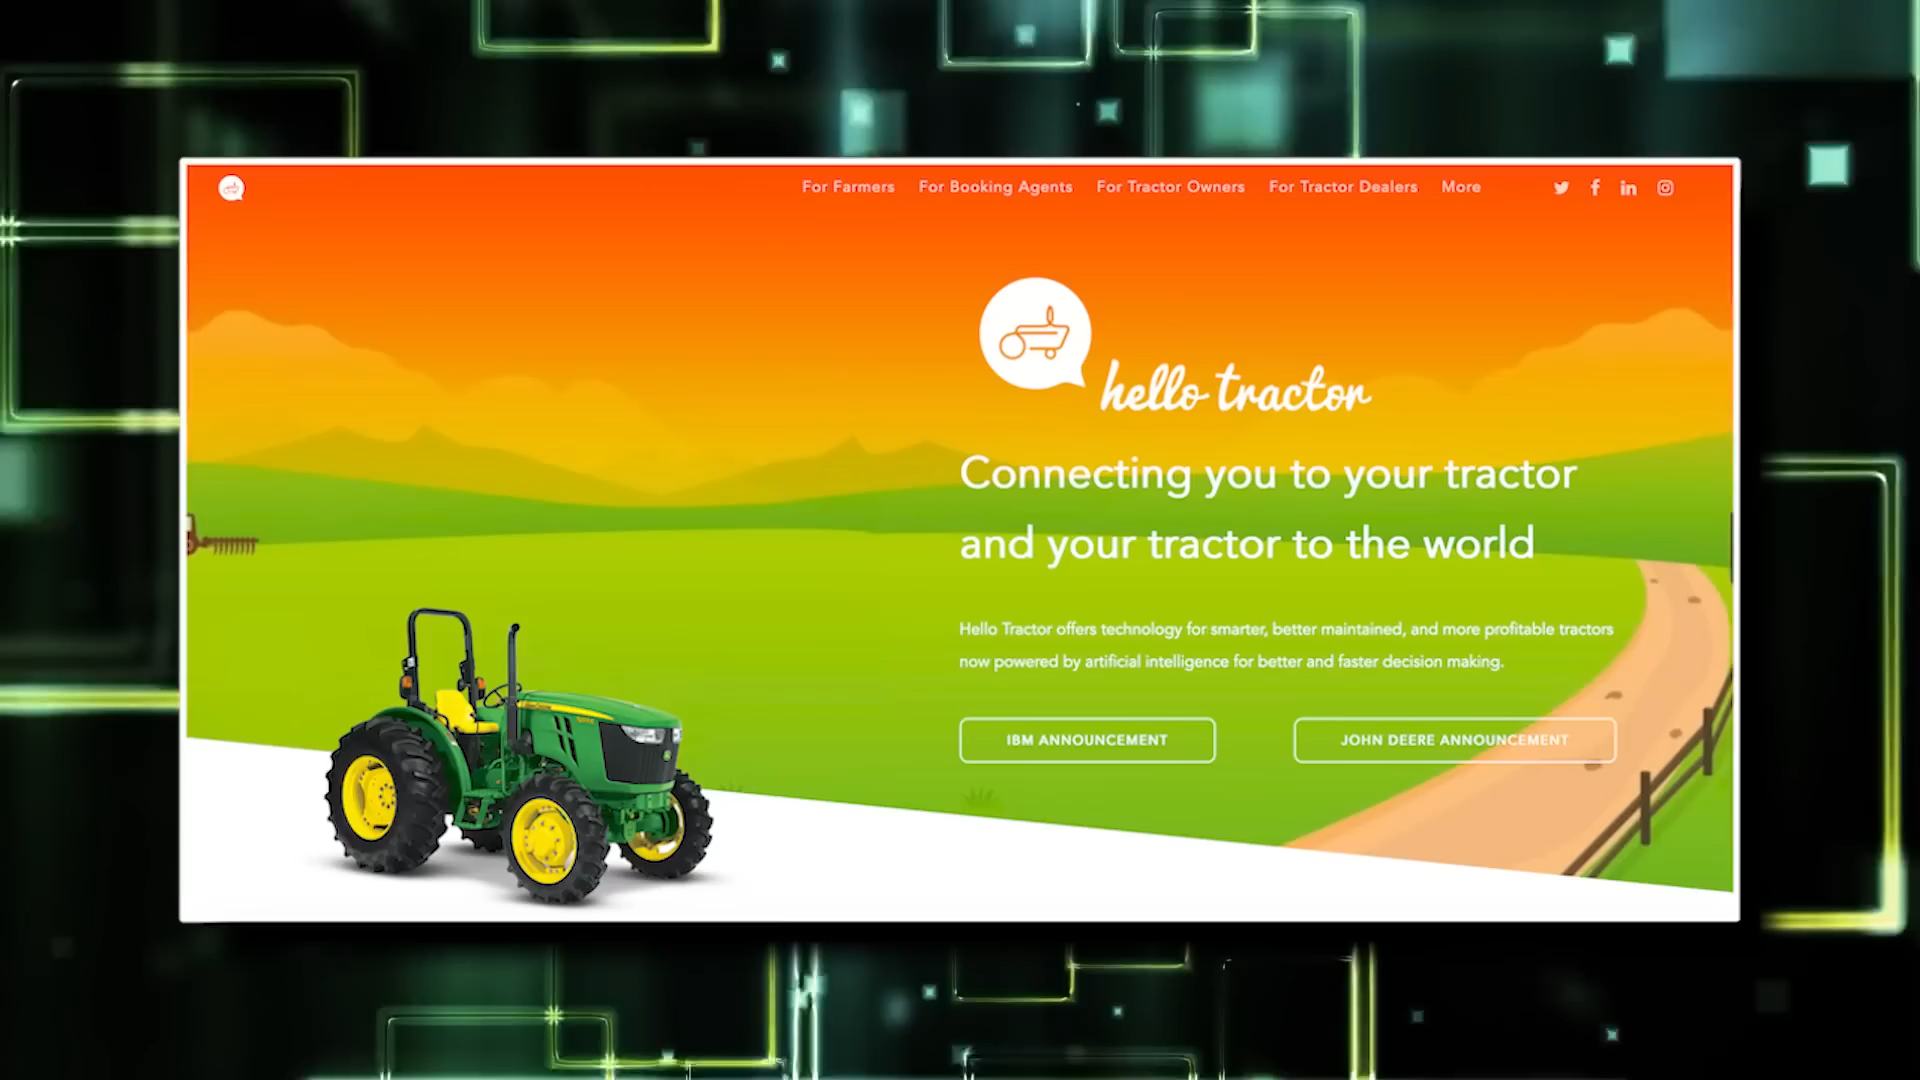 For Farmers For Booking Agents For Tractor Owners For Tractor Dealers More
hello tractor
Connecting you to your tractor
and your tractor to the world
Hello Tractor offers technology for smarter, better maintained, and more profitable tractors
now powered by artificial intelligence for better and faster decision making.
IBM ANNOUNCEMENT
JOHN DEERE ANNOUNCEMENT